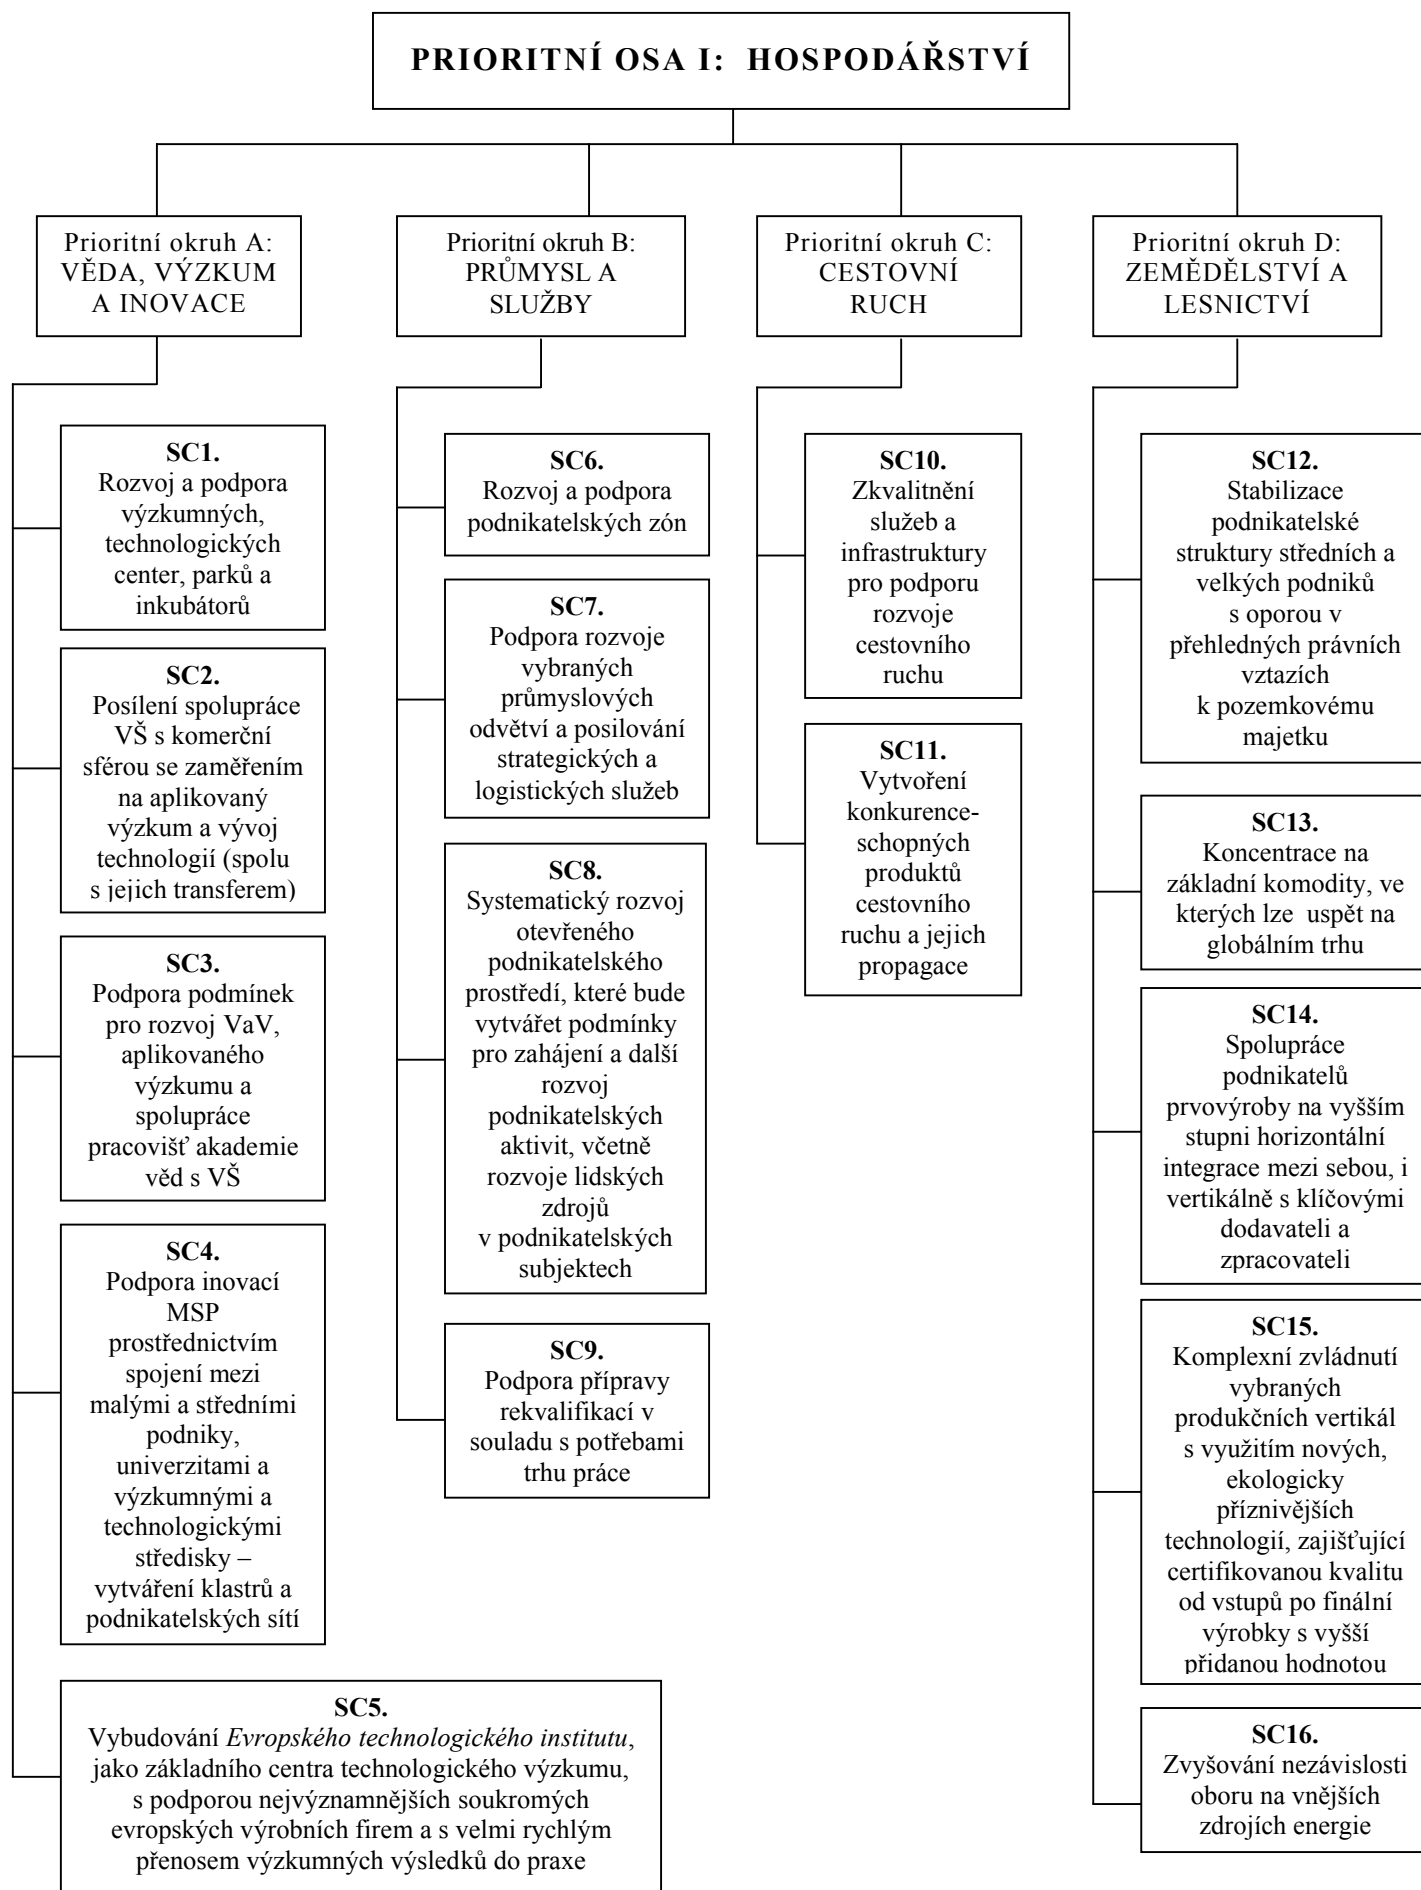 PRIORITNÍ OSA I: HOSPODÁŘSTVÍ
Prioritní okruh A:
VĚDA, VÝZKUM
A INOVACE
Prioritní okruh B:
PRŮMYSL A
SLUŽBY
Prioritní okruh C:
CESTOVNÍ
RUCH
Prioritní okruh D:
ZEMĚDĚLSTVÍ A
LESNICTVÍ
SC1.
Rozvoj a podpora
výzkumných,
technologických
center, parků a
inkubátorů
SC2.
Posílení spolupráce
VŠ s komerční
sférou se zaměřením
na aplikovaný
výzkum a vývoj
technologií (spolu
s jejich transferem)
SC3.
Podpora podmínek
pro rozvoj VaV,
aplikovaného
výzkumu a
spolupráce
pracovišť akademie
věd s VŠ
SC4.
Podpora inovací
MSP
prostřednictvím
spojení mezi
malými a středními
podniky,
univerzitami a
výzkumnými a
technologickými
středisky –
vytváření klastrů a
podnikatelských sítí
SC5.
Vybudování Evropského technologického institutu,
jako základního centra technologického výzkumu,
s podporou nejvýznamnějších soukromých
evropských výrobních firem a s velmi rychlým
přenosem výzkumných výsledků do praxe
SC6.
Rozvoj a podpora
podnikatelských zón
SC7.
Podpora rozvoje
vybraných
průmyslových
odvětví a posilování
strategických a
logistických služeb
SC8.
Systematický rozvoj
otevřeného
podnikatelského
prostředí, které bude
vytvářet podmínky
pro zahájení a další
rozvoj
podnikatelských
aktivit, včetně
rozvoje lidských
zdrojů
v podnikatelských
subjektech
SC9.
Podpora přípravy
rekvalifikací v
souladu s potřebami
trhu práce
SC10.
Zkvalitnění
služeb a
infrastruktury
pro podporu
rozvoje
cestovního
ruchu
SC11.
Vytvoření
konkurence-
schopných
produktů
cestovního
ruchu a jejich
propagace
SC12.
Stabilizace
podnikatelské
struktury středních a
velkých podniků
s oporou v
přehledných právních
vztazích
k pozemkovému
majetku
SC13.
Koncentrace na
základní komodity, ve
kterých lze uspět na
globálním trhu
SC14.
Spolupráce
podnikatelů
prvovýroby na vyšším
stupni horizontální
integrace mezi sebou, i
vertikálně s klíčovými
dodavateli a
zpracovateli
SC15.
Komplexní zvládnutí
vybraných
produkčních vertikál
s využitím nových,
ekologicky
příznivějších
technologií, zajišťující
certifikovanou kvalitu
od vstupů po finální
výrobky s vyšší
přidanou hodnotou
SC16.
Zvyšování nezávislosti
oboru na vnějších
zdrojích energie